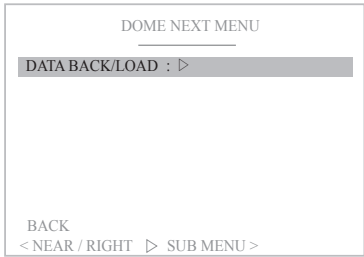 DOME NEXT MENU
DATA BACK/LOAD : ▷
BACK
< NEAR / RIGHT ▷ SUB MENU >